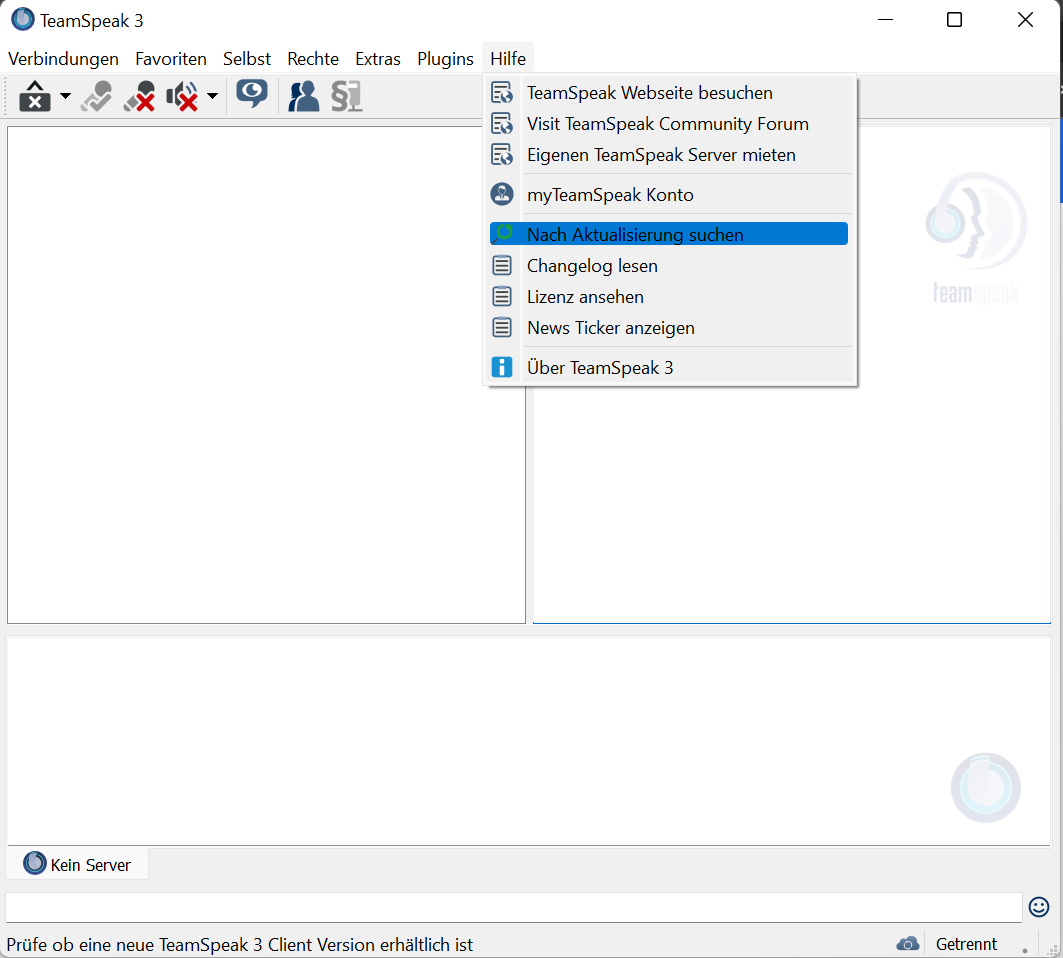 TeamSpeak 3
Verbindungen Favoriten Selbst Rechte Extras Plugins Hilfe
TeamSpeak Webseite besuchen
Visit TeamSpeak Community Forum
Eigenen TeamSpeak Server mieten
myTeamSpeak Konto
Nach Aktualisierung suchen
Changelog lesen
Lizenz ansehen
News Ticker anzeigen
Über TeamSpeak 3
teamspeak
Kein Server
Prüfe ob eine neue TeamSpeak 3 Client Version erhältlich ist
Getrennt